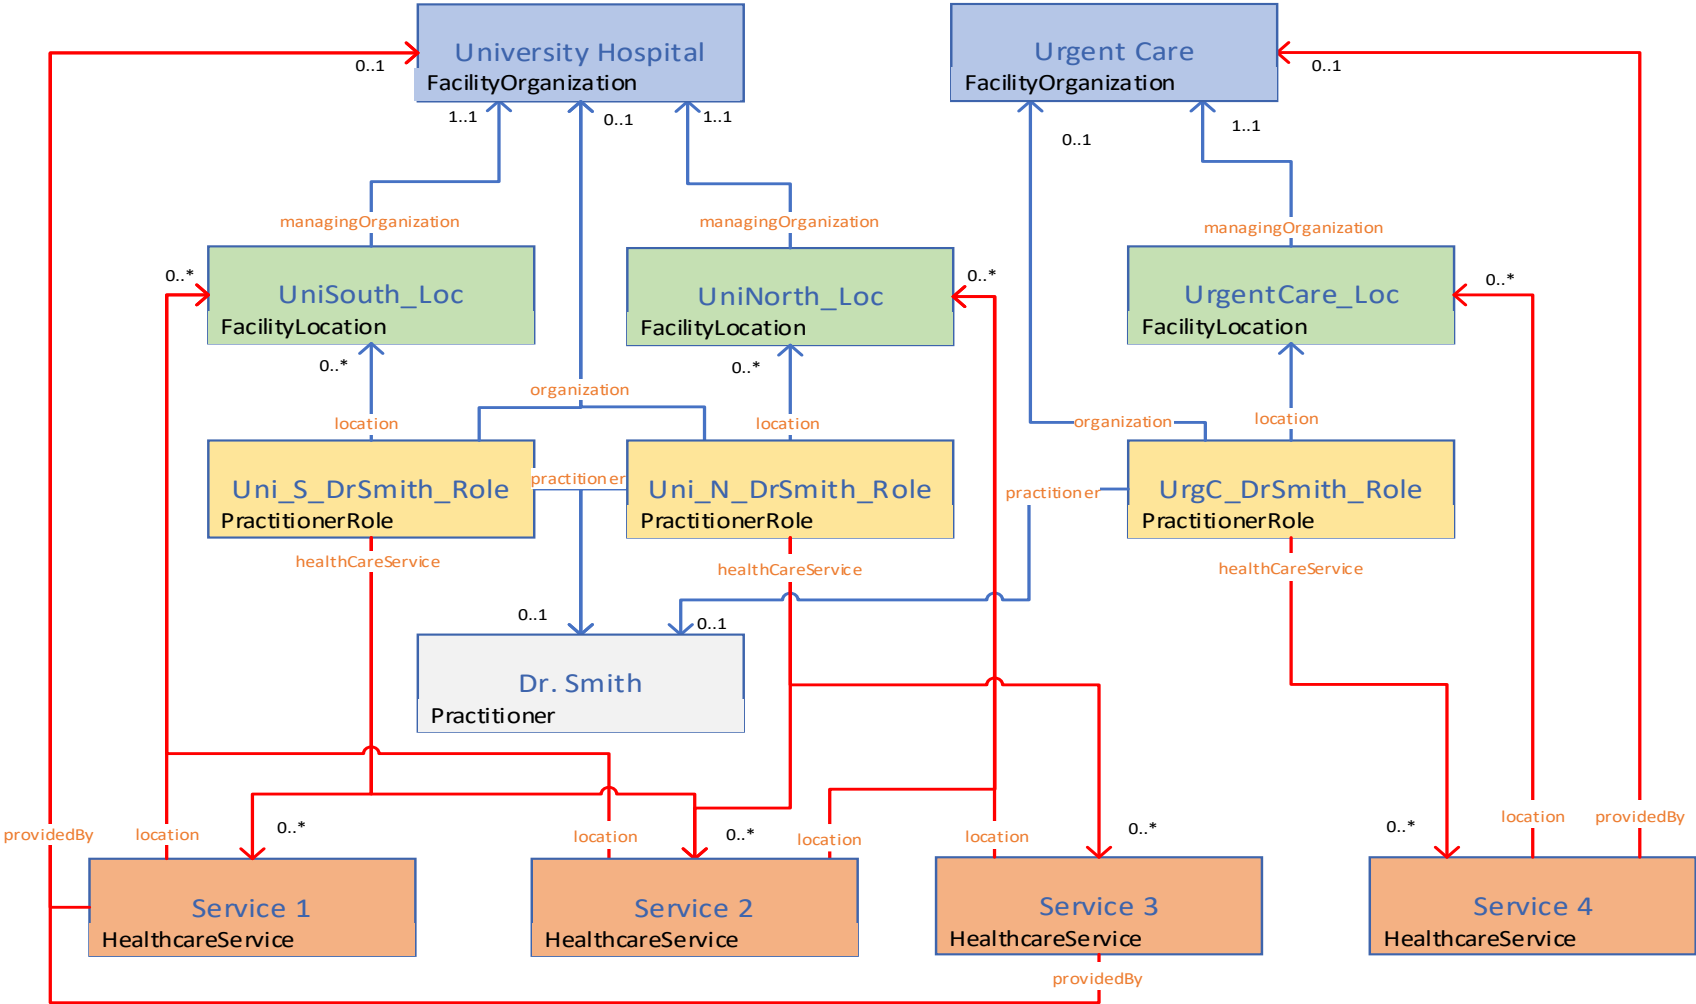 University Hospital
FacilityOrganization
Urgent Care
FacilityOrganization
0..1
0..1
1..1
0..1
1..1
0..1
1..1
managingOrganization
managingOrganization
managingOrganization
0..*
UniSouth_Loc
FacilityLocation
UniNorth_Loc
FacilityLocation
0..*
UrgentCare_Loc
FacilityLocation
0..*
0..*
0..*
organization
location
location
organization
location
Uni_S_DrSmith_Role
PractitionerRole
practitioner
Uni_N_DrSmith_Role
PractitionerRole
practitioner
UrgC_DrSmith_Role
PractitionerRole
healthCareService
healthCareService
healthCareService
0..1
0..1
Dr. Smith
Practitioner
providedBy
location
0..*
location
0..*
location
location
0..*
0..*
location
providedBy
Service 1
HealthcareService
Service 2
HealthcareService
Service 3
HealthcareService
Service 4
HealthcareService
providedBy